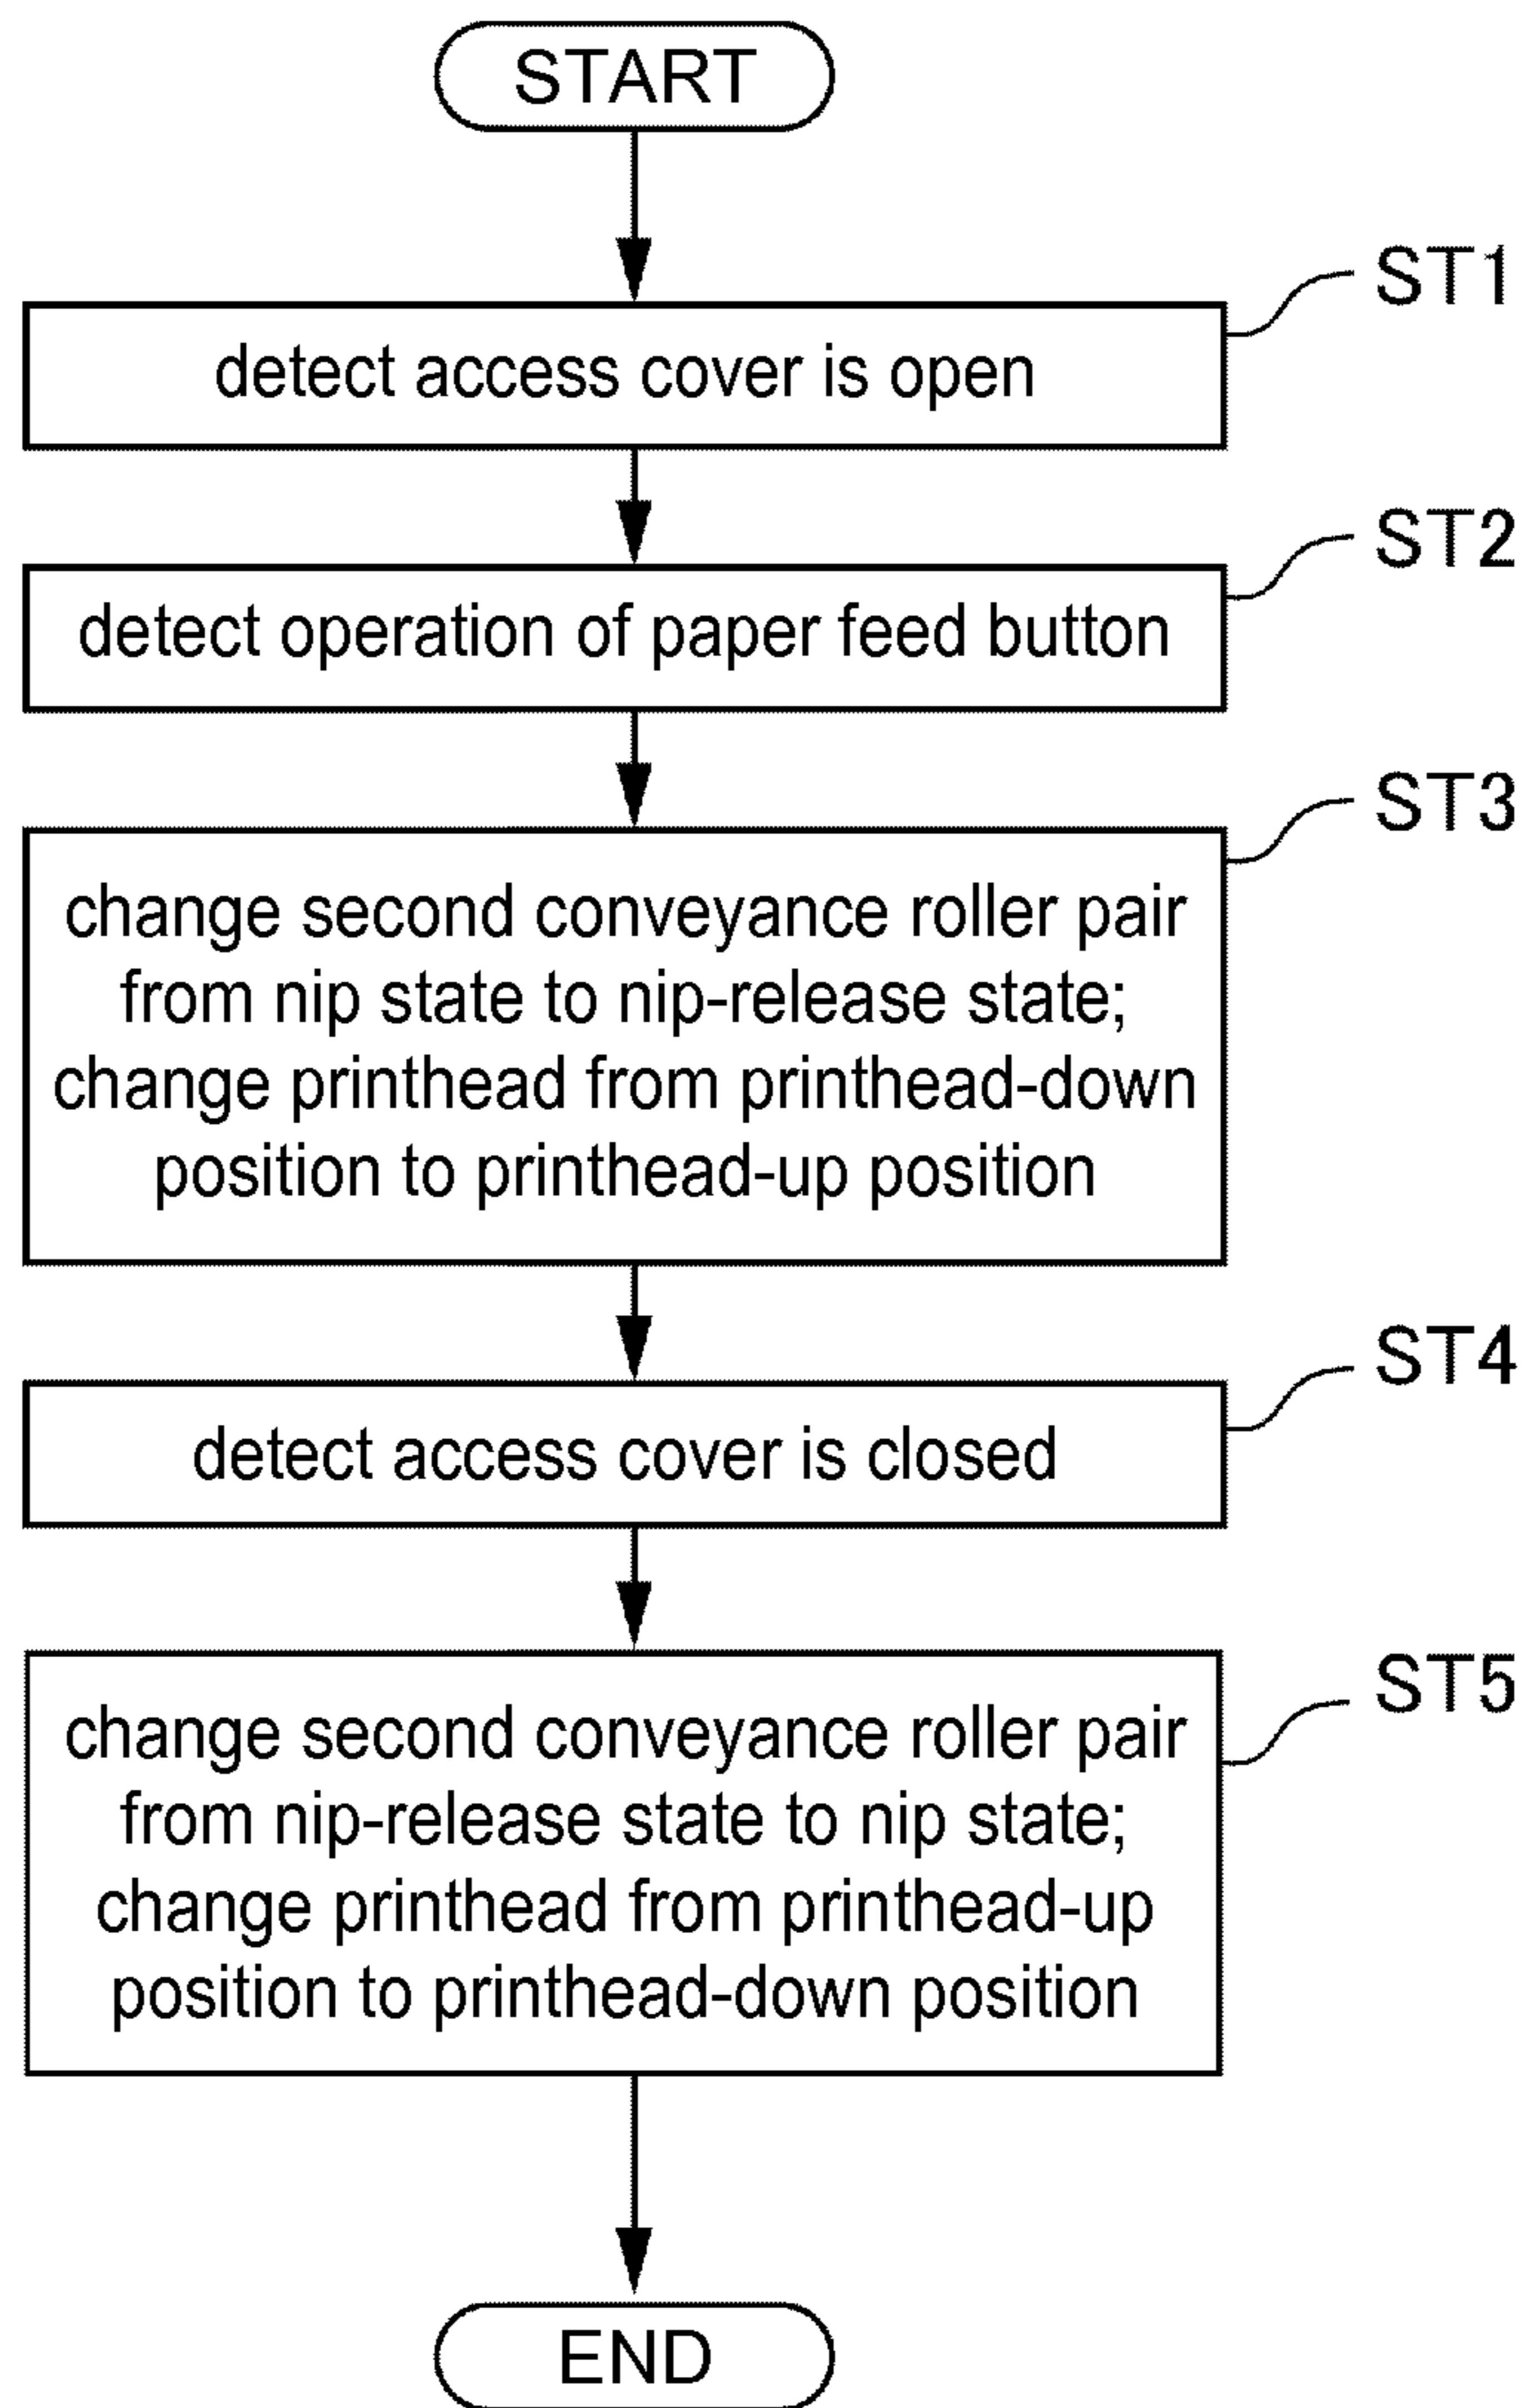 START
ST1
detect access cover is open
ST2
detect operation of paper feed button
ST3
change second conveyance roller pair
from nip state to nip-release state;
change printhead from printhead-down
position to printhead-up position
ST4
detect access cover is closed
ST5
change second conveyance roller pair
from nip-release state to nip state;
change printhead from printhead-up
position to printhead-down position
END